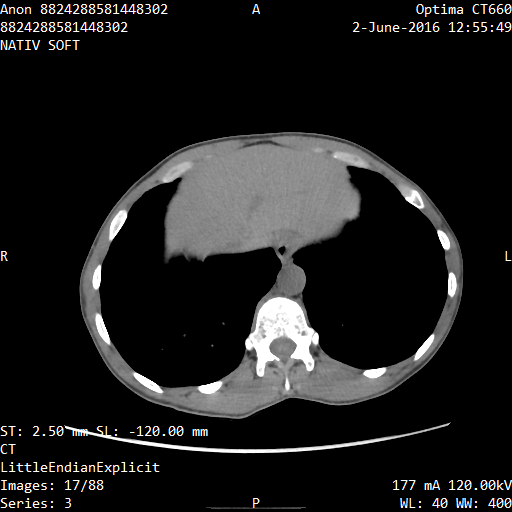 Anon 8824288581448302
8824288581448302
NATIV SOFT
A
Optima CT660
2-June-2016 12:55:49
R
L
ST: 2.50 mm SL: -120.00 mm
CT
LittleEndianExplicit
Images: 17/88
Series: 3
P
177 mA 120.00kV
WL: 40 WW: 400